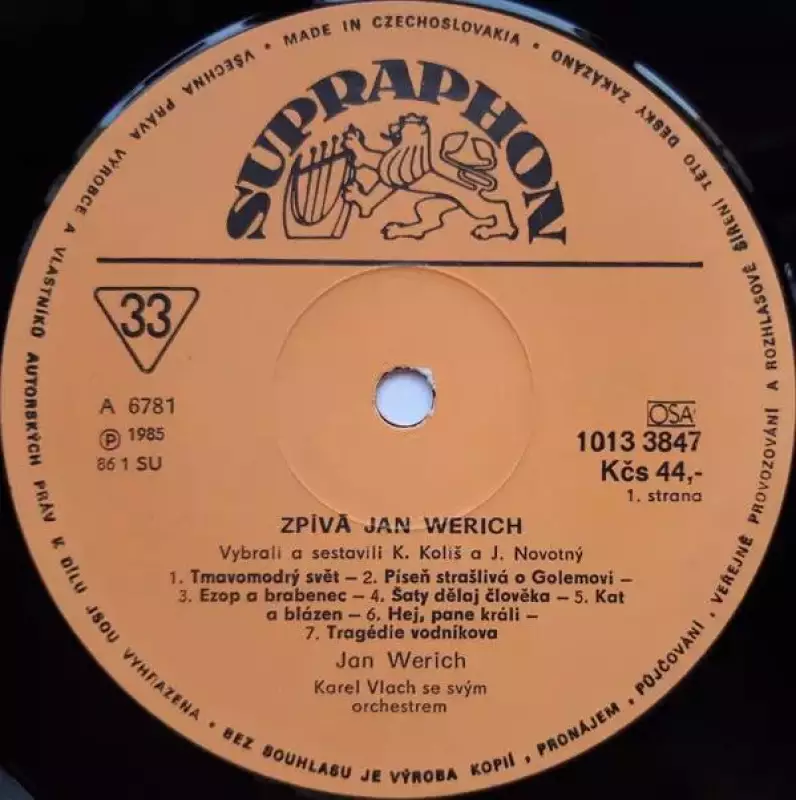 SUPRAPHON
33
A 6781
Ⓟ 1985
86 1 SU
OSA
1013 3847
Kčs 44,-
1. strana
ZPÍVÁ JAN WERICH
Vybrali a sestavili K. Koliš a J. Novotný
1. Tmavomodrý svět – 2. Píseň strašlivá o Golemovi –
3. Ezop a brabenec – 4. Šaty dělaj člověka – 5. Kat
a blázen – 6. Hej, pane králi –
7. Tragédie vodníkova
Jan Werich
Karel Vlach se svým
orchestrem
MADE IN CZECHOSLOVAKIA • VŠECHNA PRÁVA VÝROBCE A VLASTNÍKŮ AUTORSKÝCH PRÁV K DÍLU JSOU VYHRAZENA • BEZ SOUHLASU JE VÝROBA KOPIÍ, PRONÁJEM, PŮJČOVÁNÍ, VEŘEJNÉ PROVOZOVÁNÍ A ROZHLASOVÉ ŠÍŘENÍ TÉTO DESKY ZAKÁZÁNO •